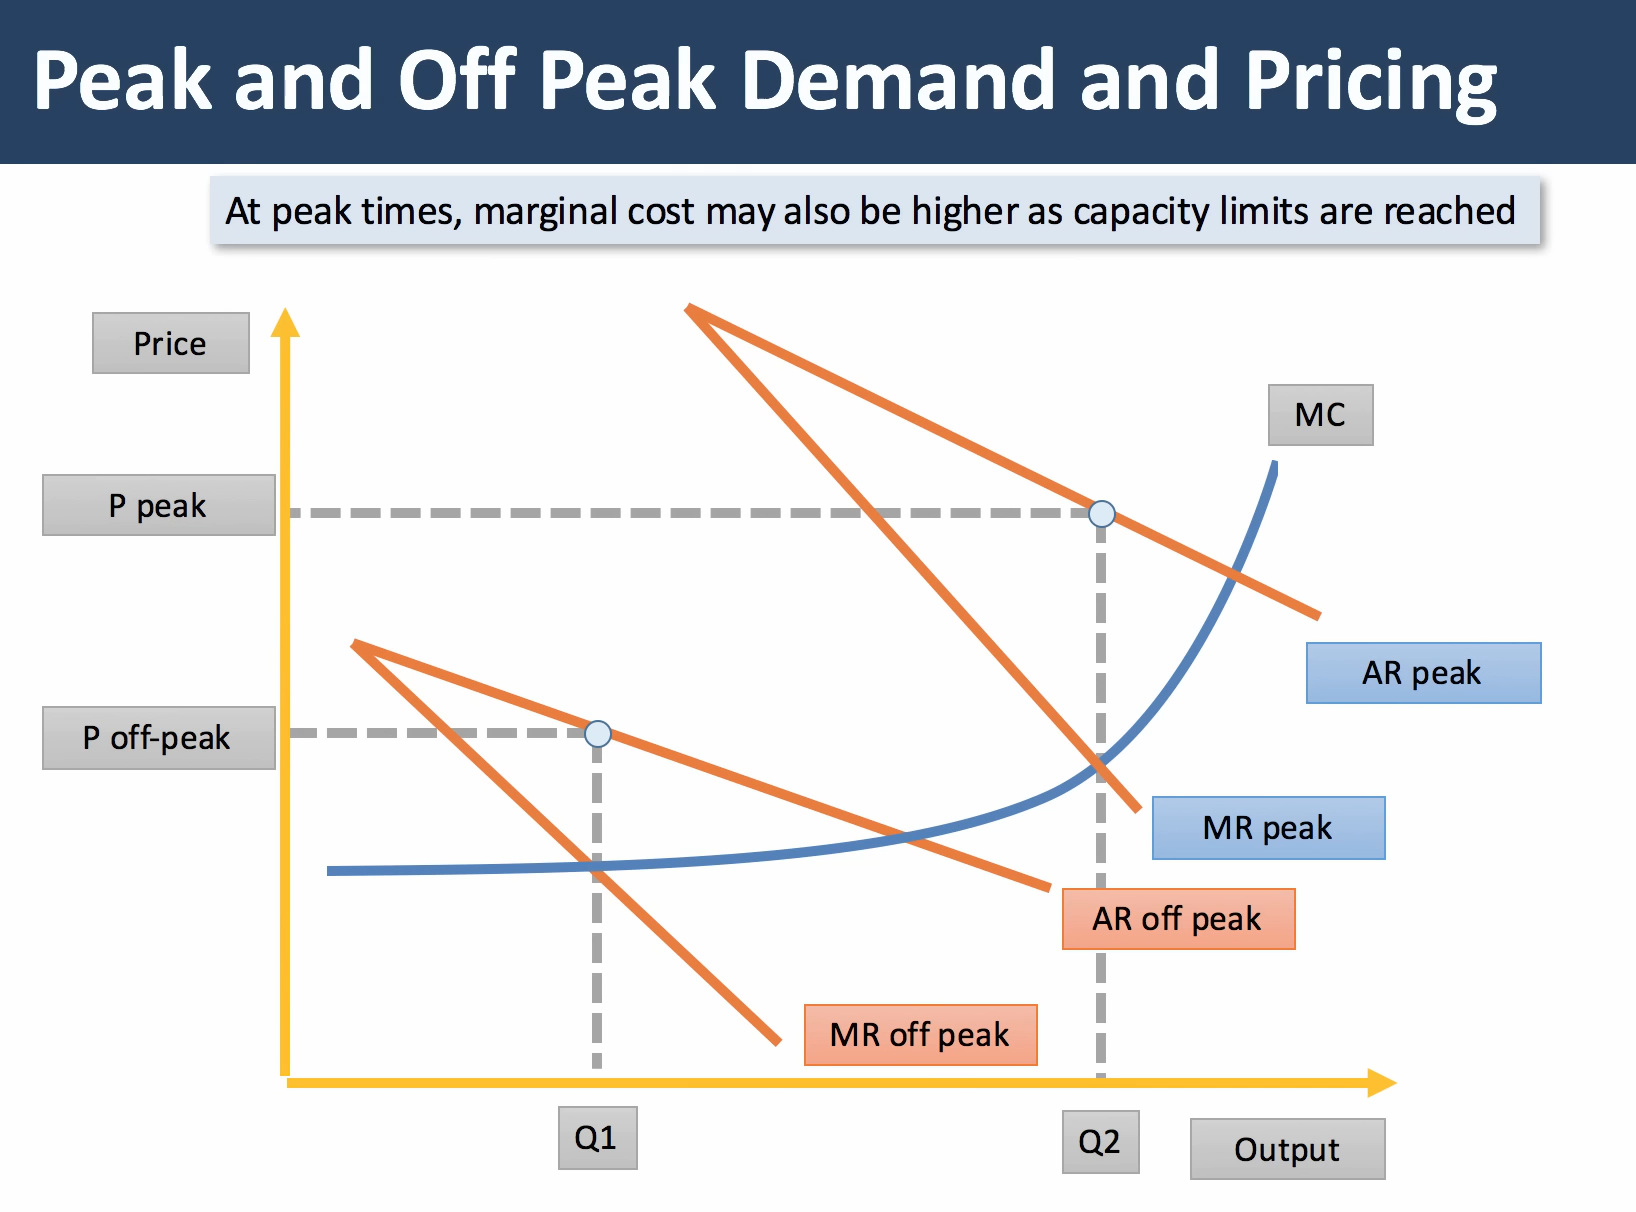 Peak and Off Peak Demand and Pricing
At peak times, marginal cost may also be higher as capacity limits are reached
Price
MC
P peak
AR peak
P off-peak
MR peak
AR off peak
MR off peak
Q1
Q2
Output